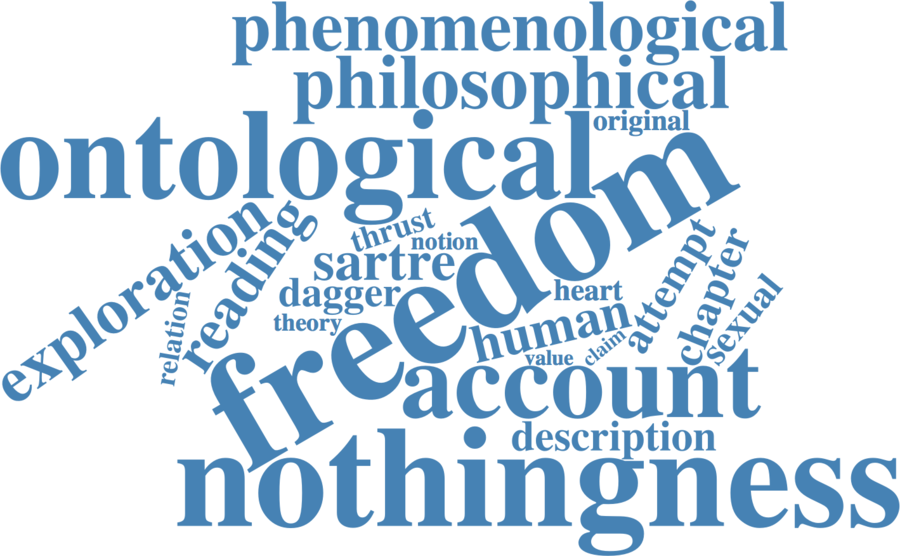 phenomenological
philosophical
original
ontological
freedom
exploration
reading
relation
thrust
notion
sartre
dagger
theory
heart
human
attempt
chapter
sexual
value
claim
account
description
nothingness